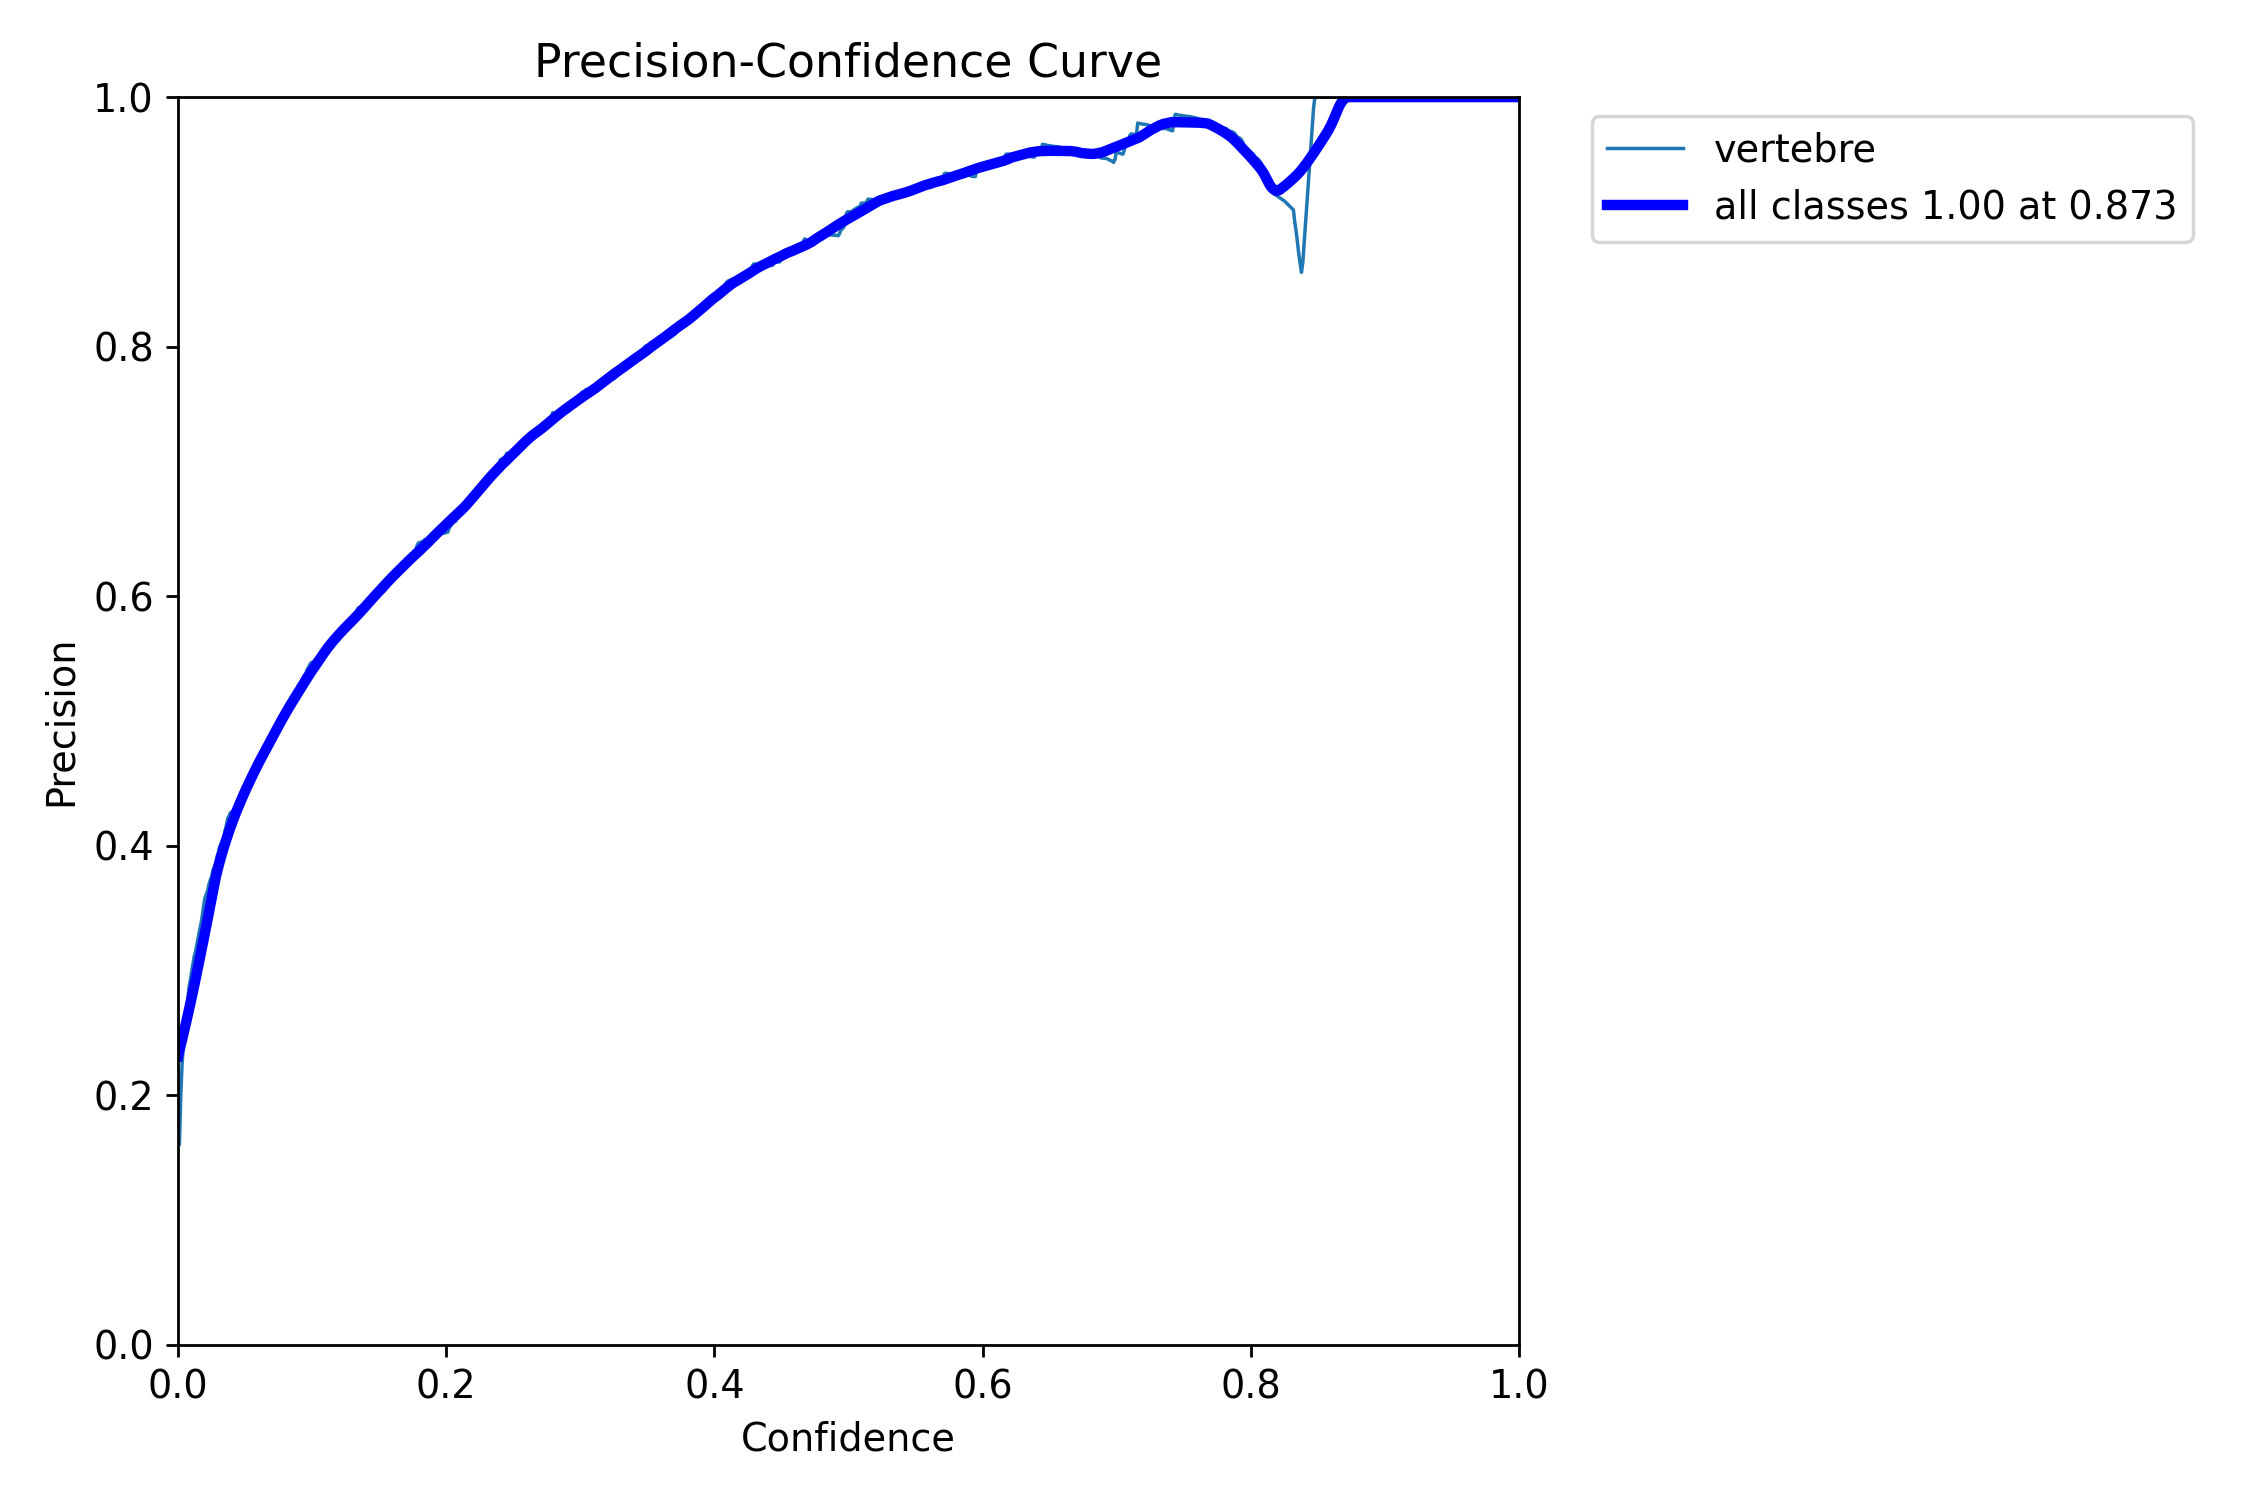 Precision-Confidence Curve
1.0
0.8
0.6
0.4
0.2
0.0
Precision
0.0 0.2 0.4 0.6 0.8 1.0
Confidence
vertebre
all classes 1.00 at 0.873